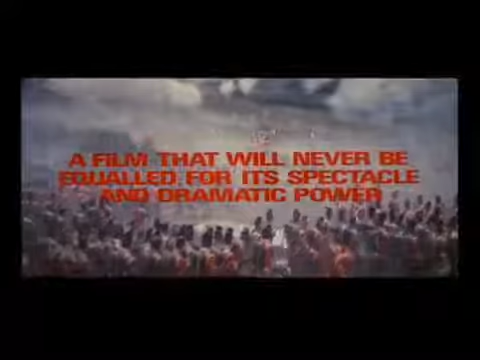 A FILM THAT WILL NEVER BE
EQUALLED FOR ITS SPECTACLE
AND DRAMATIC POWER